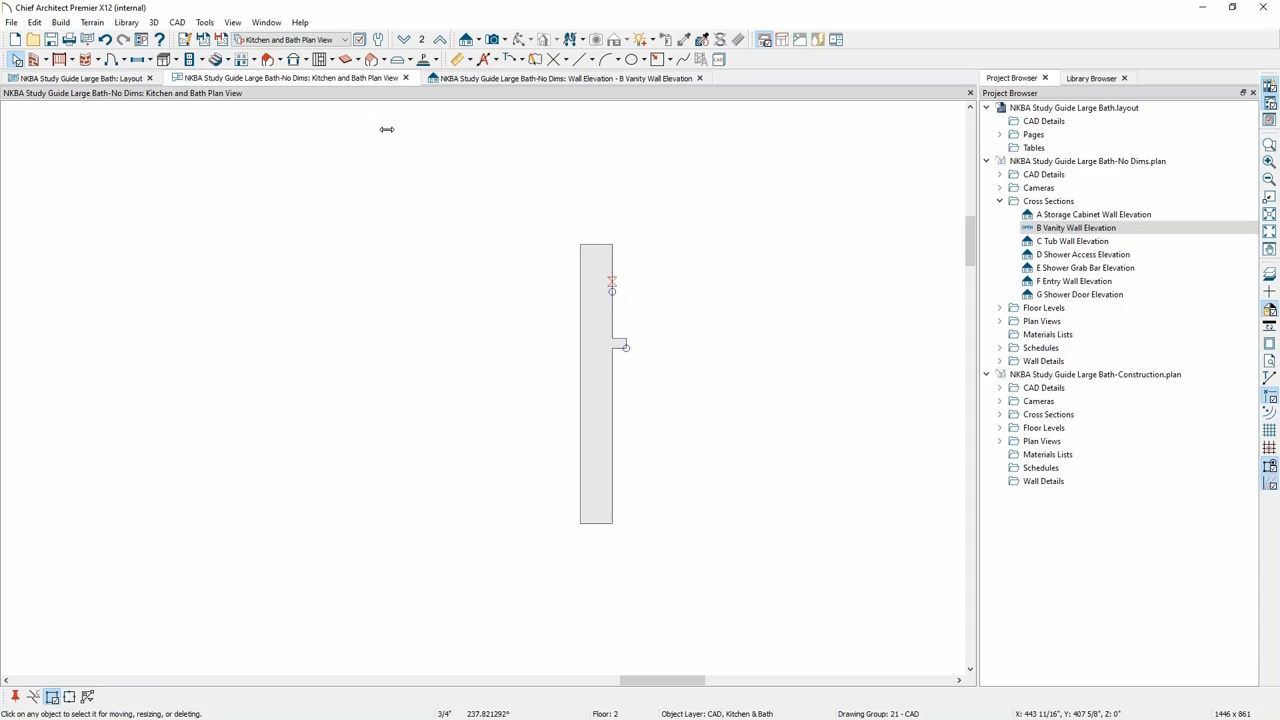 Chief Architect Premier X12 (internal)
File Edit Build Terrain Library 3D CAD Tools View Window Help
Kitchen and Bath Plan View 2
NKBA Study Guide Large Bath: Layout
NKBA Study Guide Large Bath-No Dims: Kitchen and Bath Plan View
NKBA Study Guide Large Bath-No Dims: Wall Elevation - B Vanity Wall Elevation
Project Browser
Library Browser
NKBA Study Guide Large Bath-No Dims: Kitchen and Bath Plan View
Project Browser
NKBA Study Guide Large Bath.layout
CAD Details
Pages
Tables
NKBA Study Guide Large Bath-No Dims.plan
CAD Details
Cameras
Cross Sections
A Storage Cabinet Wall Elevation
OPEN B Vanity Wall Elevation
C Tub Wall Elevation
D Shower Access Elevation
E Shower Grab Bar Elevation
F Entry Wall Elevation
G Shower Door Elevation
Floor Levels
Plan Views
Materials Lists
Schedules
Wall Details
NKBA Study Guide Large Bath-Construction.plan
CAD Details
Cameras
Cross Sections
Floor Levels
Plan Views
Materials Lists
Schedules
Wall Details
Click on any object to select it for moving, resizing, or deleting.
3/4" 237.821292° Floor: 2 Object Layer: CAD, Kitchen & Bath Drawing Group: 21 - CAD X: 443 11/16", Y: 407 5/8", Z: 0" 1446 x 861